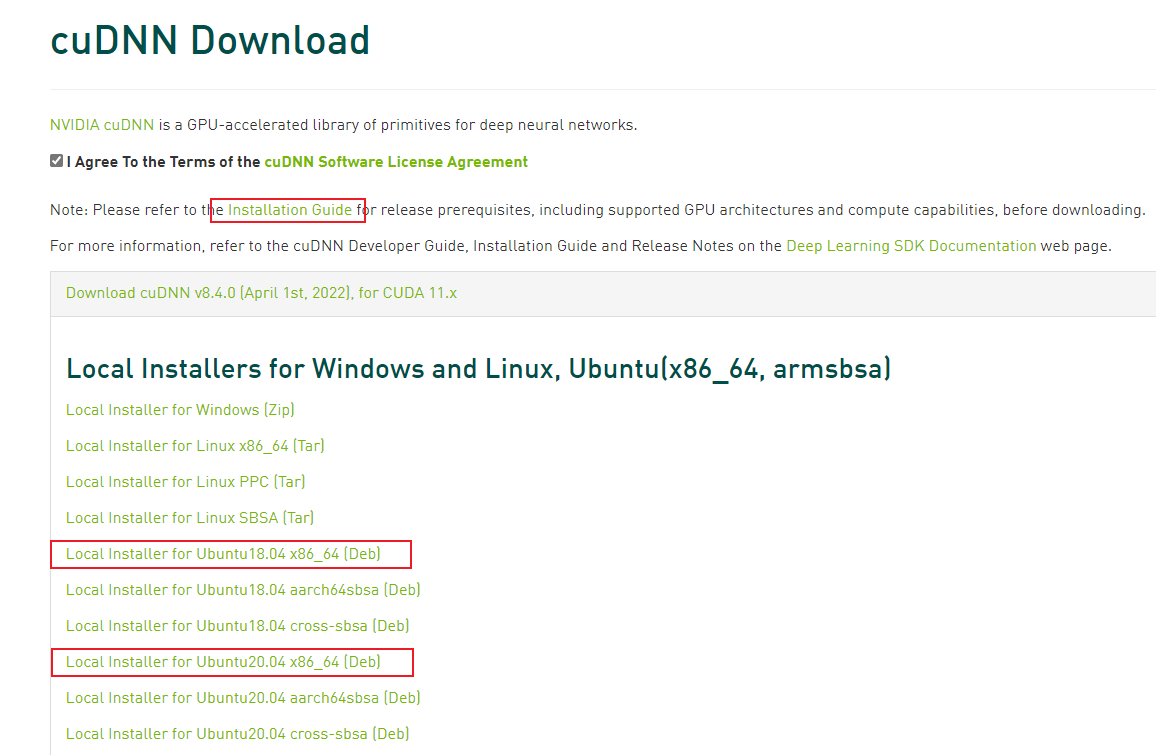 cuDNN Download
NVIDIA cuDNN is a GPU-accelerated library of primitives for deep neural networks.
I Agree To the Terms of the cuDNN Software License Agreement
Note: Please refer to the Installation Guide for release prerequisites, including supported GPU architectures and compute capabilities, before downloading.
For more information, refer to the cuDNN Developer Guide, Installation Guide and Release Notes on the Deep Learning SDK Documentation web page.
Download cuDNN v8.4.0 (April 1st, 2022), for CUDA 11.x
Local Installers for Windows and Linux, Ubuntu(x86_64, armsbsa)
Local Installer for Windows (Zip)
Local Installer for Linux x86_64 (Tar)
Local Installer for Linux PPC (Tar)
Local Installer for Linux SBSA (Tar)
Local Installer for Ubuntu18.04 x86_64 (Deb)
Local Installer for Ubuntu18.04 aarch64sbsa (Deb)
Local Installer for Ubuntu18.04 cross-sbsa (Deb)
Local Installer for Ubuntu20.04 x86_64 (Deb)
Local Installer for Ubuntu20.04 aarch64sbsa (Deb)
Local Installer for Ubuntu20.04 cross-sbsa (Deb)